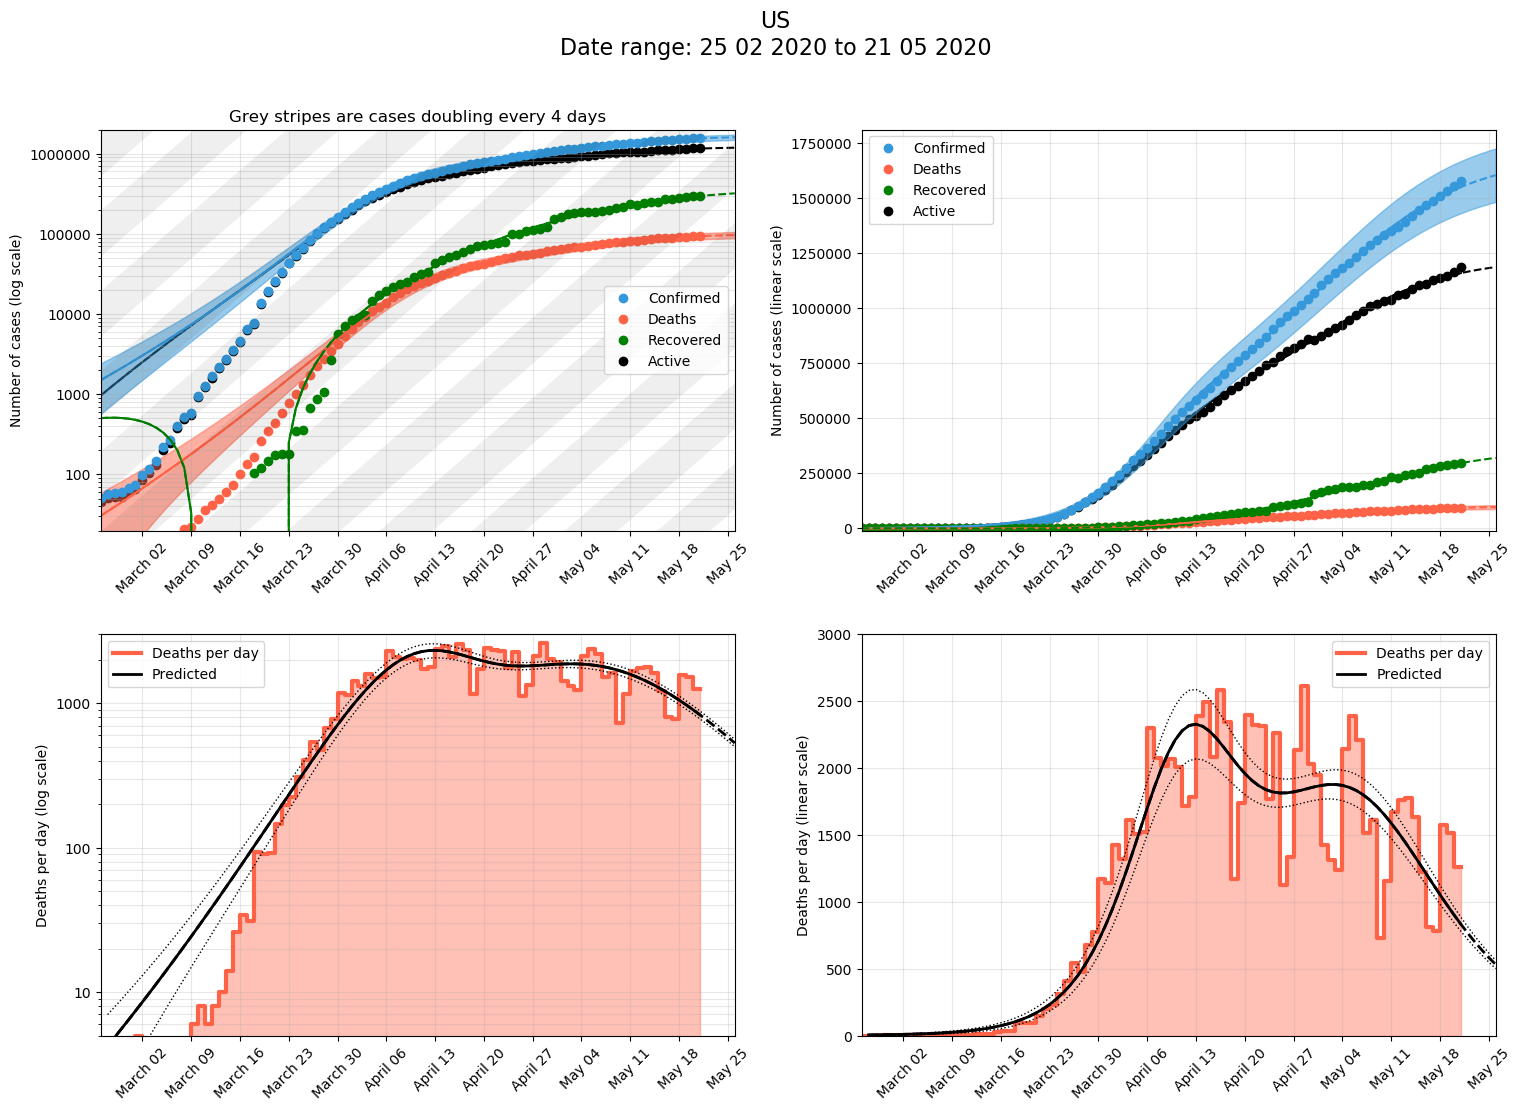 US
Date range: 25 02 2020 to 21 05 2020
Grey stripes are cases doubling every 4 days
Number of cases (log scale)
1000000
100000
10000
1000
100
Confirmed
Deaths
Recovered
Active
March 02
March 09
March 16
March 23
March 30
April 06
April 13
April 20
April 27
May 04
May 11
May 18
May 25
Number of cases (linear scale)
1750000
1500000
1250000
1000000
750000
500000
250000
0
Confirmed
Deaths
Recovered
Active
March 02
March 09
March 16
March 23
March 30
April 06
April 13
April 20
April 27
May 04
May 11
May 18
May 25
Deaths per day (log scale)
1000
100
10
Deaths per day
Predicted
March 02
March 09
March 16
March 23
March 30
April 06
April 13
April 20
April 27
May 04
May 11
May 18
May 25
Deaths per day (linear scale)
3000
2500
2000
1500
1000
500
0
Deaths per day
Predicted
March 02
March 09
March 16
March 23
March 30
April 06
April 13
April 20
April 27
May 04
May 11
May 18
May 25